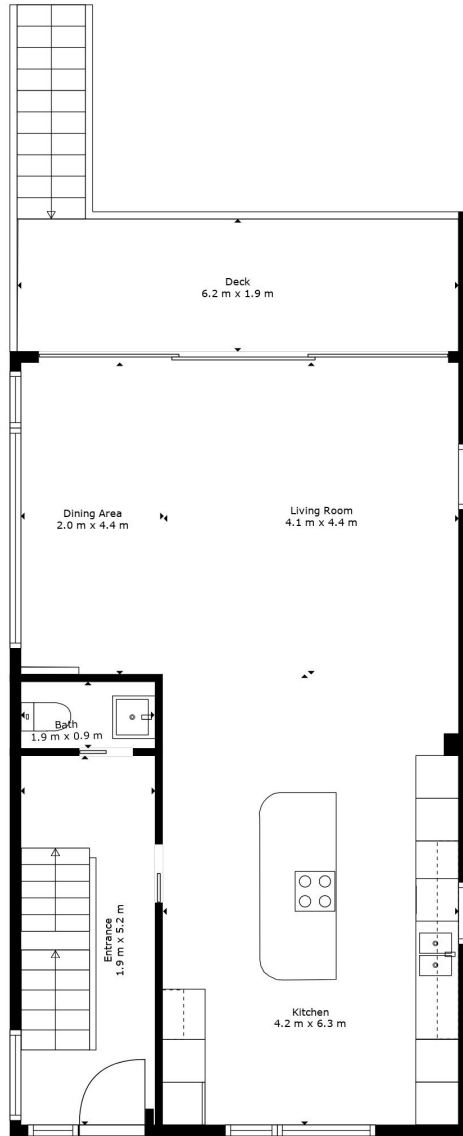 Deck
6.2 m x 1.9 m
Dining Area
2.0 m x 4.4 m
Living Room
4.1 m x 4.4 m
Bath
1.9 m x 0.9 m
Entrance
1.9 m x 5.2 m
Kitchen
4.2 m x 6.3 m